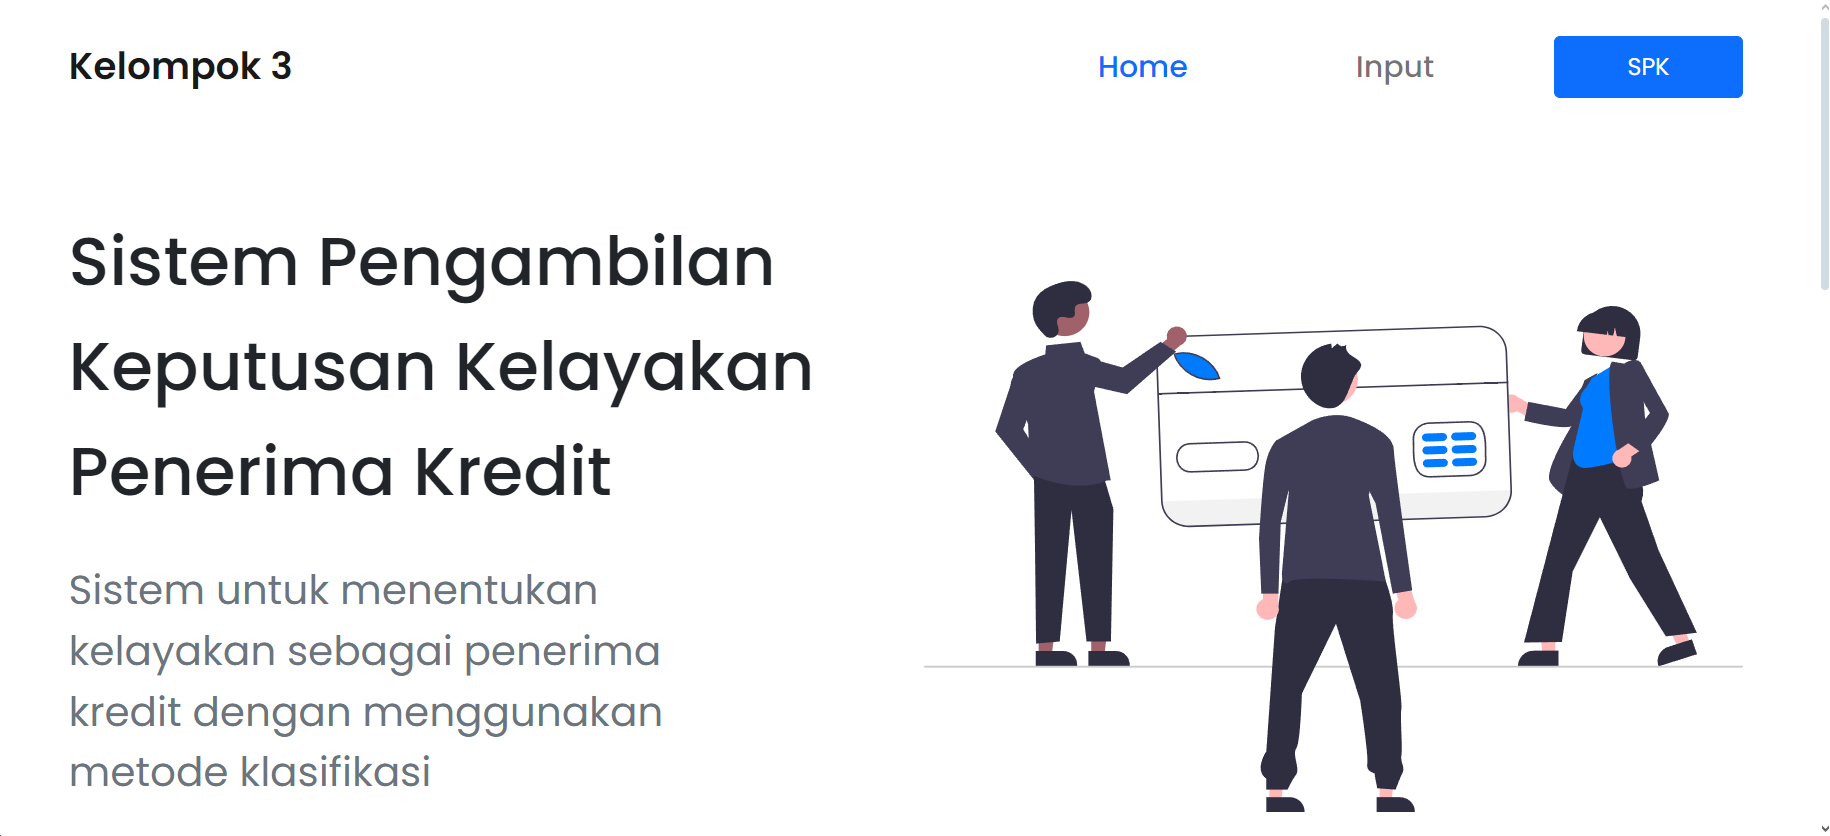 Kelompok 3
Home
Input
SPK
Sistem Pengambilan
Keputusan Kelayakan
Penerima Kredit
Sistem untuk menentukan
kelayakan sebagai penerima
kredit dengan menggunakan
metode klasifikasi